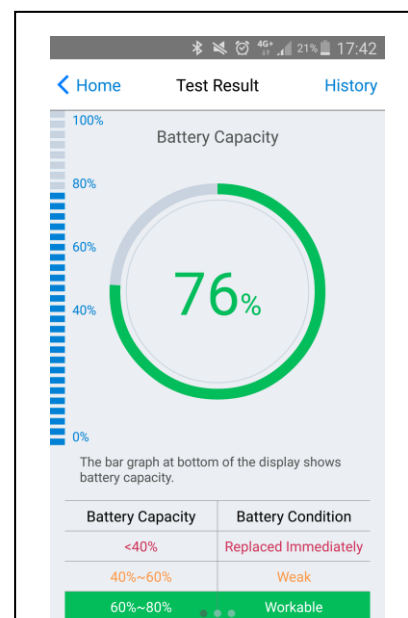 4G+ 21% 17:42
Home Test Result History
100%
Battery Capacity
80%
60%
76%
40%
0%
The bar graph at bottom of the display shows
battery capacity.
Battery Capacity Battery Condition
<40% Replaced Immediately
40%~60% Weak
60%~80% Workable